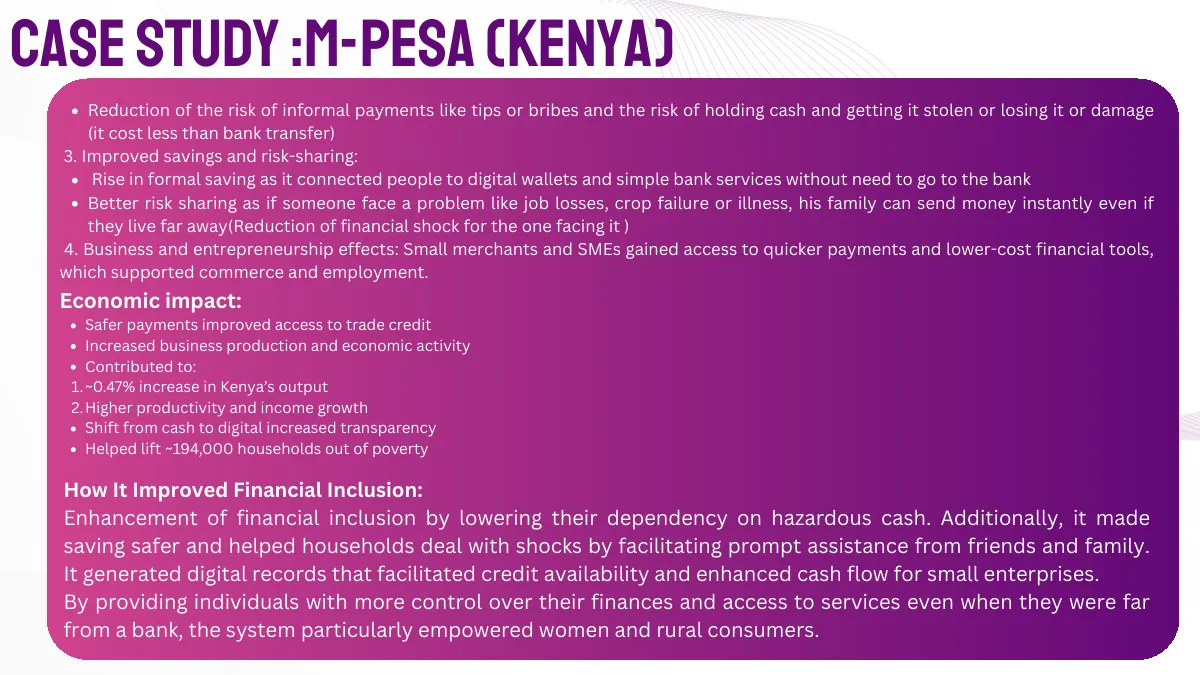 CASE STUDY :M-PESA (KENYA)
• Reduction of the risk of informal payments like tips or bribes and the risk of holding cash and getting it stolen or losing it or damage
(it cost less than bank transfer)
3. Improved savings and risk-sharing:
• Rise in formal saving as it connected people to digital wallets and simple bank services without need to go to the bank
• Better risk sharing as if someone face a problem like job losses, crop failure or illness, his family can send money instantly even if
they live far away(Reduction of financial shock for the one facing it )
4. Business and entrepreneurship effects: Small merchants and SMEs gained access to quicker payments and lower-cost financial tools,
which supported commerce and employment.
Economic impact:
• Safer payments improved access to trade credit
• Increased business production and economic activity
• Contributed to:
1. ~0.47% increase in Kenya’s output
2. Higher productivity and income growth
• Shift from cash to digital increased transparency
• Helped lift ~194,000 households out of poverty
How It Improved Financial Inclusion:
Enhancement of financial inclusion by lowering their dependency on hazardous cash. Additionally, it made
saving safer and helped households deal with shocks by facilitating prompt assistance from friends and family.
It generated digital records that facilitated credit availability and enhanced cash flow for small enterprises.
By providing individuals with more control over their finances and access to services even when they were far
from a bank, the system particularly empowered women and rural consumers.